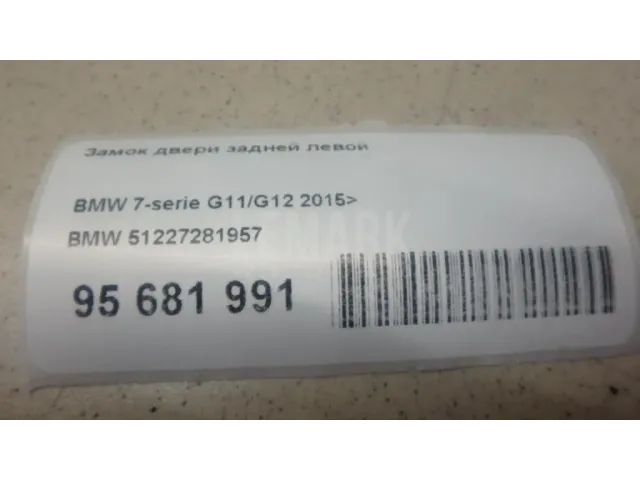 Замок двери задней левой
BMW 7-serie G11/G12 2015>
BMW 51227281957
95 681 991